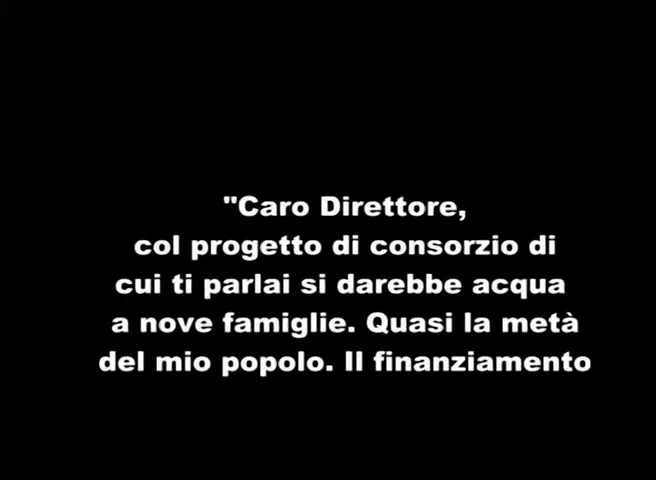 "Caro Direttore,
col progetto di consorzio di
cui ti parlai si darebbe acqua
a nove famiglie. Quasi la metà
del mio popolo. Il finanziamento